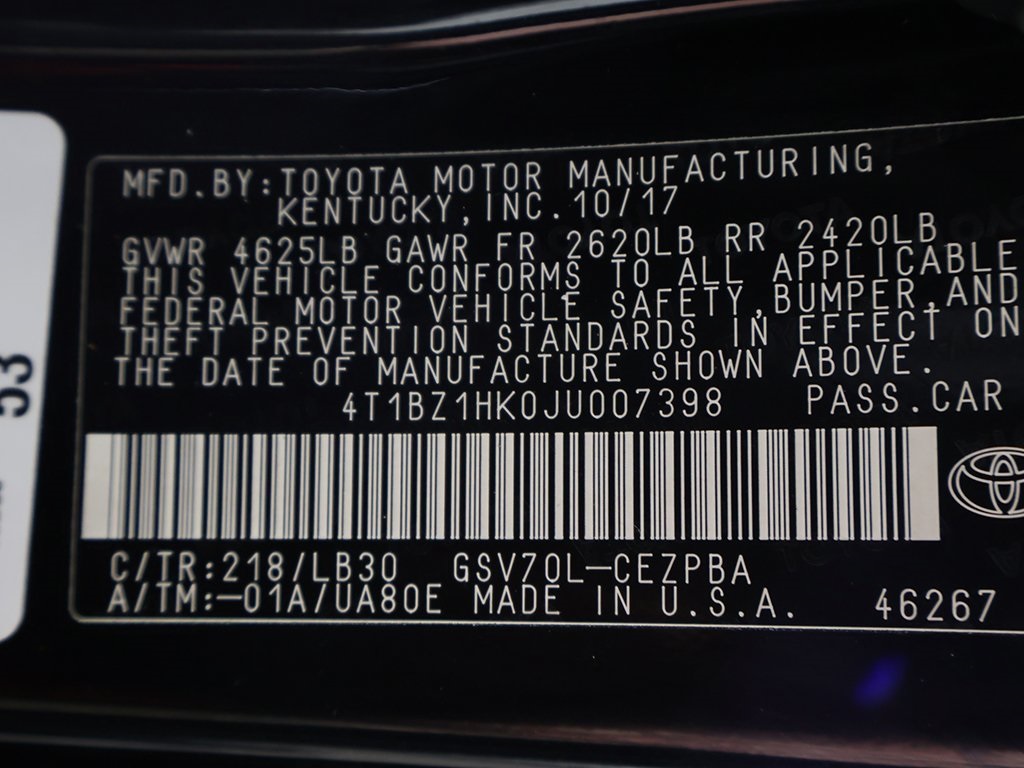 MFD.BY:TOYOTA MOTOR MANUFACTURING,
KENTUCKY,INC.10/17
GVWR 4625LB GAWR FR 2620LB RR 2420LB
THIS VEHICLE CONFORMS TO ALL APPLICABLE
FEDERAL MOTOR VEHICLE SAFETY,BUMPER,AND
THEFT PREVENTION STANDARDS IN EFFECT ON
THE DATE OF MANUFACTURE SHOWN ABOVE.
4T1BZ1HK0JU007398 PASS.CAR
C/TR:218/LB30 GSV70L-CEZPBA
A/TM:-01A/UA80E MADE IN U.S.A. 46267
53